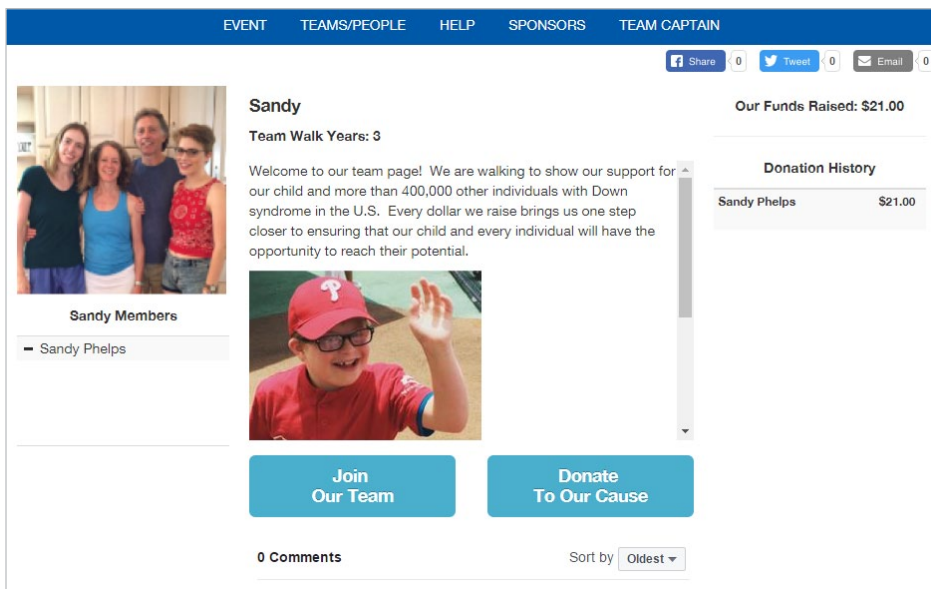 EVENT TEAMS/PEOPLE HELP SPONSORS TEAM CAPTAIN
Share 0 Tweet 0 Email 0
Sandy
Team Walk Years: 3
Welcome to our team page! We are walking to show our support for
our child and more than 400,000 other individuals with Down
syndrome in the U.S. Every dollar we raise brings us one step
closer to ensuring that our child and every individual will have the
opportunity to reach their potential.
P
Sandy Members
Sandy Phelps
Join
Our Team
Donate
To Our Cause
0 Comments
Sort by Oldest
Our Funds Raised: $21.00
Donation History
Sandy Phelps $21.00